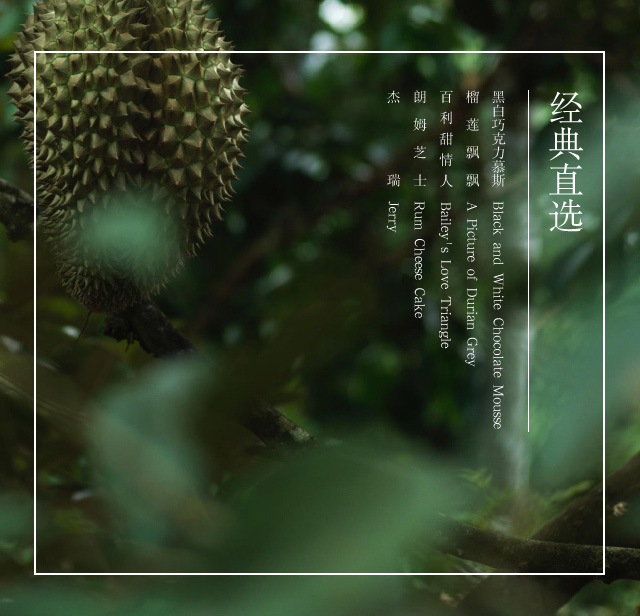 经典直选
黑白巧克力慕斯 Black and White Chocolate Mousse
榴莲飘飘 A Picture of Durian Grey
百利甜情人 Bailey's Love Triangle
朗姆芝士 Rum Cheese Cake
杰瑞 Jerry